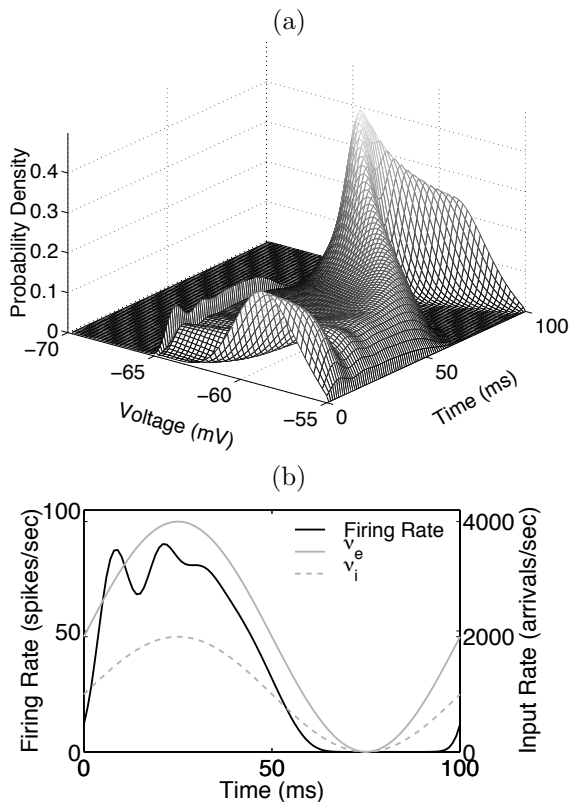 (a)
Probability Density
0.4
0.3
0.2
0.1
0
−70
−65
−60
−55
Voltage (mV)
0
50
100
Time (ms)
(b)
Firing Rate (spikes/sec)
100
50
0
Firing Rate
ν_e
ν_i
4000
2000
0
Input Rate (arrivals/sec)
0
50
100
Time (ms)